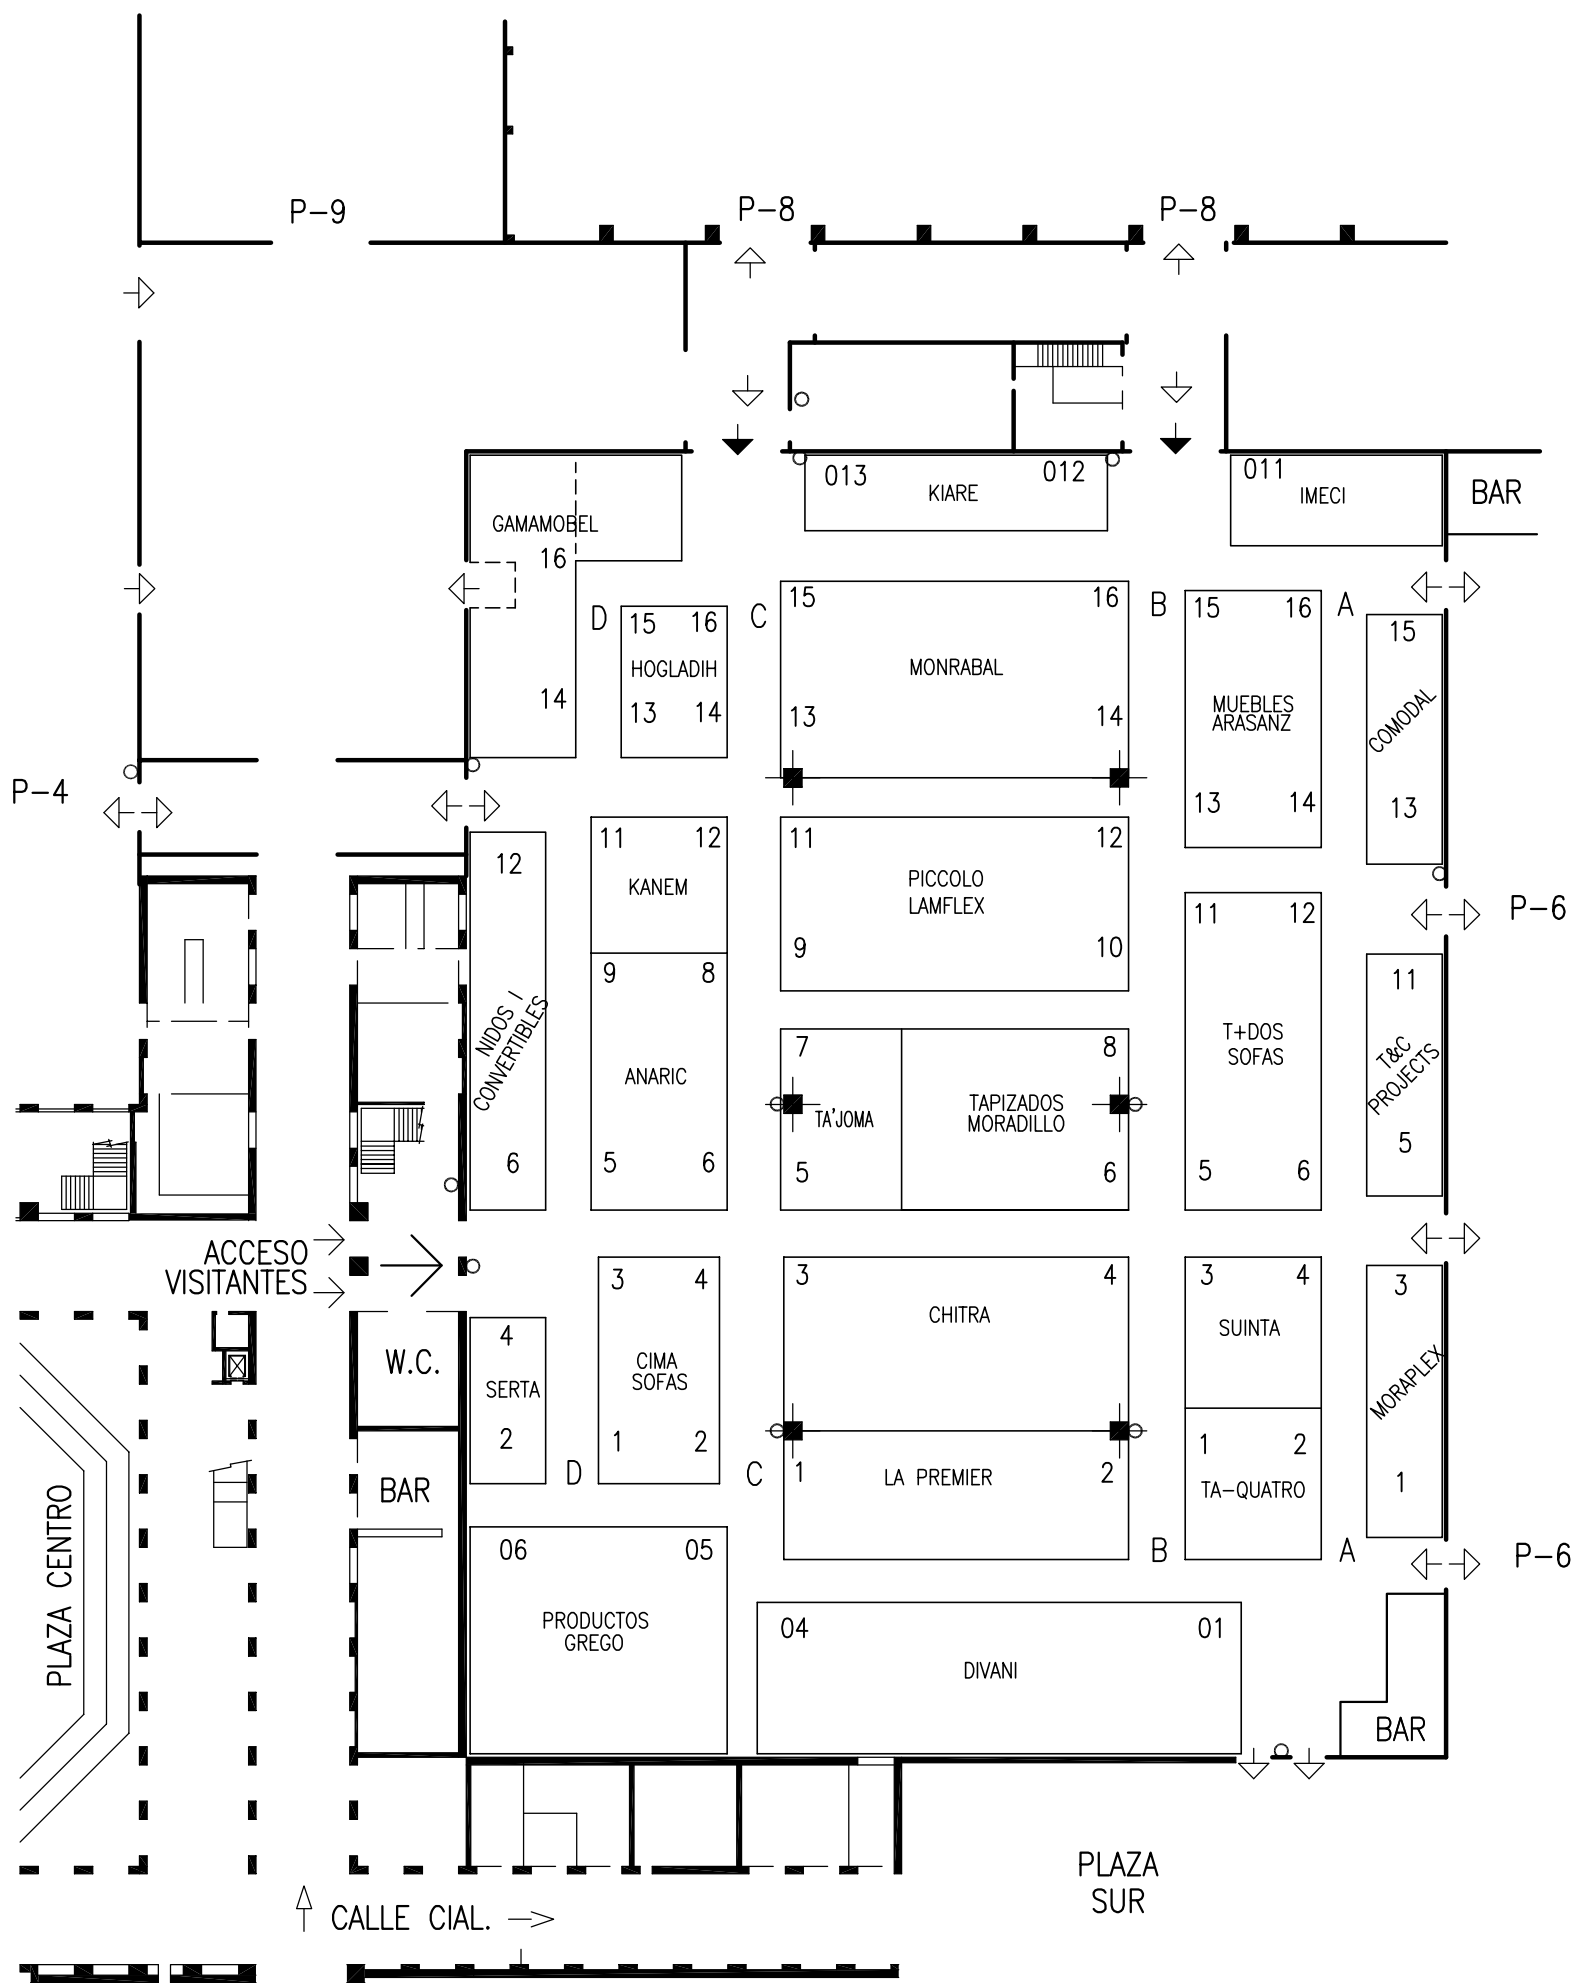 P-9
P-8
P-8
013
012
KIARE
011
IMECI
BAR
GAMAMOBEL
16
14
D
15 16
HOGLADIH
13 14
C
15 16
MONRABAL
13 14
B
15 16
MUEBLES
ARASANZ
13 14
A
15
COMODAL
13
P-4
12
NIDOS I
CONVERTIBLES
6
11 12
KANEM
9 8
ANARIC
5 6
11 12
PICCOLO
LAMFLEX
9 10
7
TA'JOMA
5
8
TAPIZADOS
MORADILLO
6
11 12
T+DOS
SOFAS
5 6
P-6
11
T&C
PROJECTS
5
ACCESO
VISITANTES
W.C.
BAR
4
SERTA
2
3 4
CIMA
SOFAS
1 2
D
C
3 4
CHITRA
1 2
LA PREMIER
3 4
SUINTA
1 2
TA-QUATRO
B
A
3
MORAPLEX
1
P-6
PLAZA CENTRO
06 05
PRODUCTOS
GREGO
04 01
DIVANI
BAR
PLAZA
SUR
CALLE CIAL.